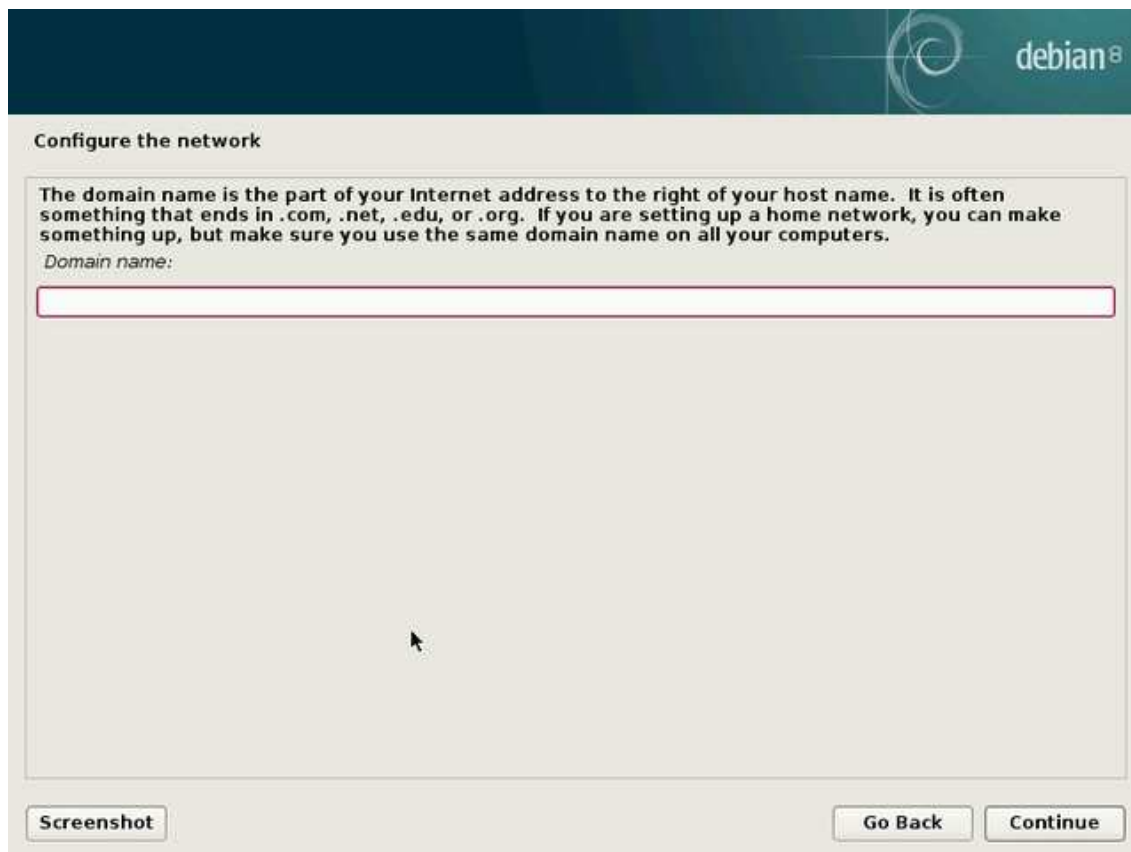 debian 8
Configure the network
The domain name is the part of your Internet address to the right of your host name.  It is often
something that ends in .com, .net, .edu, or .org.  If you are setting up a home network, you can make
something up, but make sure you use the same domain name on all your computers.
Domain name:
Screenshot
Go Back
Continue